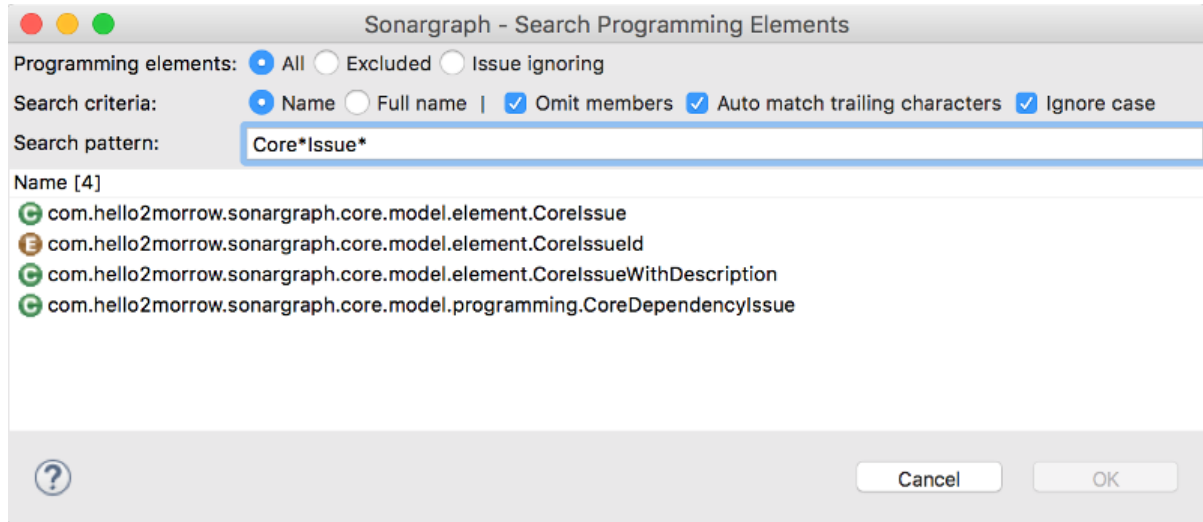 Sonargraph - Search Programming Elements
Programming elements: All Excluded Issue ignoring
Search criteria: Name Full name | Omit members Auto match trailing characters Ignore case
Search pattern: Core*Issue*
Name [4]
C com.hello2morrow.sonargraph.core.model.element.CoreIssue
E com.hello2morrow.sonargraph.core.model.element.CoreIssueId
C com.hello2morrow.sonargraph.core.model.element.CoreIssueWithDescription
C com.hello2morrow.sonargraph.core.model.programming.CoreDependencyIssue
? Cancel OK